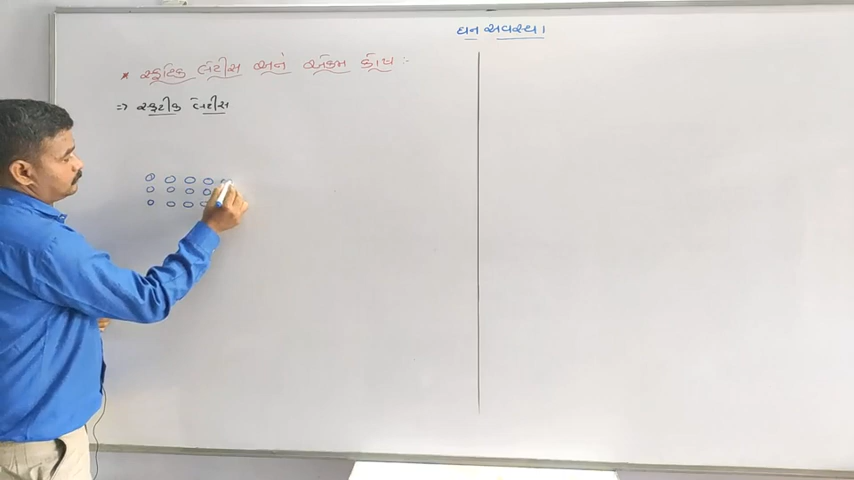 ઘન અવસ્થા
* સ્ફટિક લેટીસ અને એકમ કોષ :-
⇒ સ્ફટીક લેટીસ